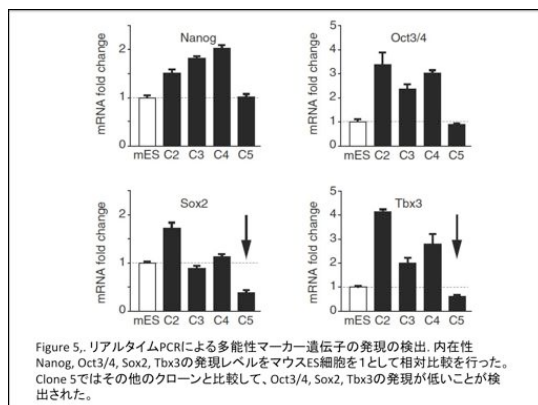 Nanog
mRNA fold change
2
1
0
mES C2 C3 C4 C5
Oct3/4
mRNA fold change
5
4
3
2
1
0
mES C2 C3 C4 C5
Sox2
mRNA fold change
2
1
0
mES C2 C3 C4 C5
Tbx3
mRNA fold change
5
4
3
2
1
0
mES C2 C3 C4 C5
Figure 5,. リアルタイムPCRによる多能性マーカー遺伝子の発現の検出. 内在性
Nanog, Oct3/4, Sox2, Tbx3の発現レベルをマウスES細胞を1として相対比較を行った。
Clone 5ではその他のクローンと比較して、Oct3/4, Sox2, Tbx3の発現が低いことが検
出された。